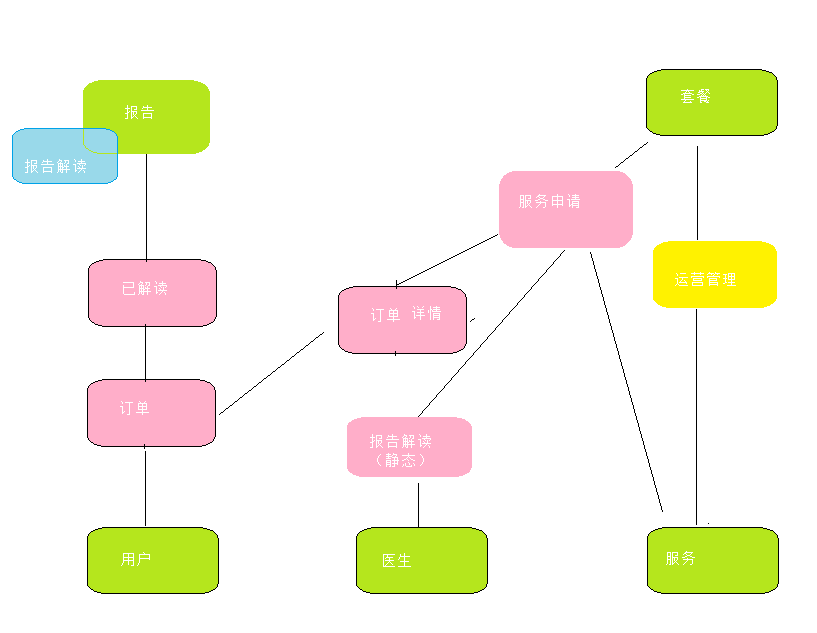 套餐
报告
报告解读
服务申请
运营管理
已解读
订单 详情
订单
报告解读
（静态）
用户
医生
服务